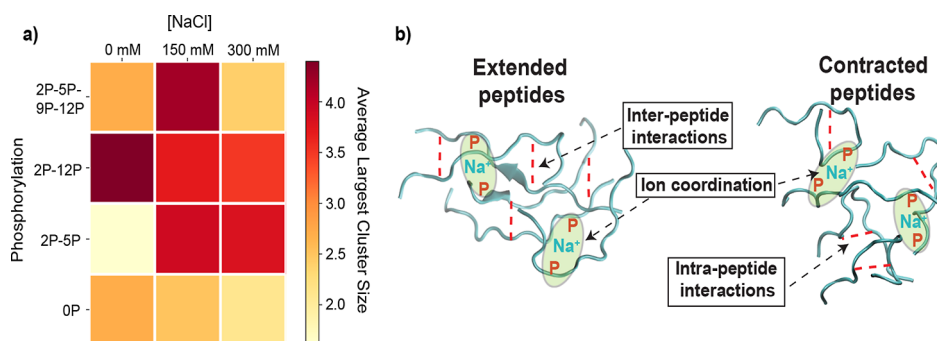 a)
[NaCl]
0 mM 150 mM 300 mM
2P-5P-
9P-12P
2P-12P
2P-5P
0P
Phosphorylation
4.0
3.5
3.0
2.5
2.0
Average Largest Cluster Size
b)
Extended
peptides
Contracted
peptides
Inter-peptide
interactions
Ion coordination
Intra-peptide
interactions
P
Na+
P
P
Na+
P
P
Na+
P
P
Na+
P